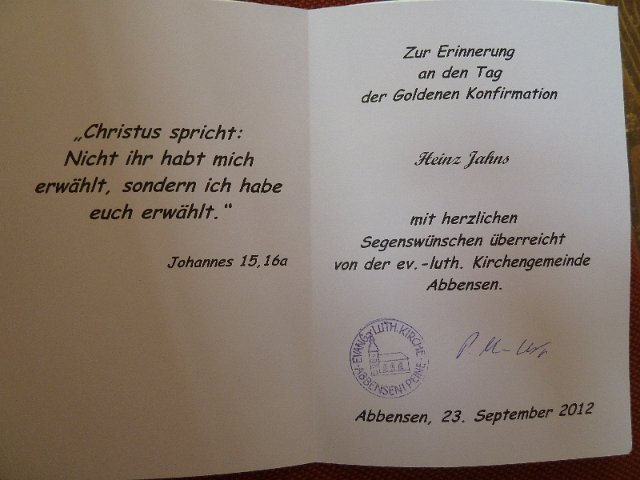 „Christus spricht:
Nicht ihr habt mich
erwählt, sondern ich habe
euch erwählt.“
Johannes 15,16a
Zur Erinnerung
an den Tag
der Goldenen Konfirmation
Heinz Jahns
mit herzlichen
Segenswünschen überreicht
von der ev.-luth. Kirchengemeinde
Abbensen.
EVANG. LUTH. KIRCHE
ABBENSEN / PEINE
Abbensen, 23. September 2012